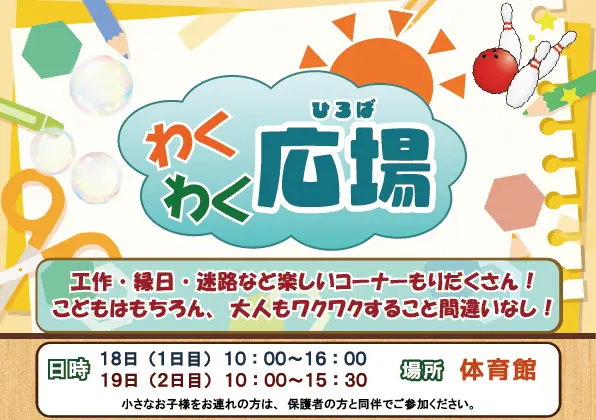 わく
わく
ひろば
広場
工作・縁日・迷路など楽しいコーナーもりだくさん！
こどもはもちろん、大人もワクワクすること間違いなし！
日時 18日（1日目）10：00～16：00
19日（2日目）10：00～15：30
場所 体育館
小さなお子様をお連れの方は、保護者の方と同伴でご参加ください。